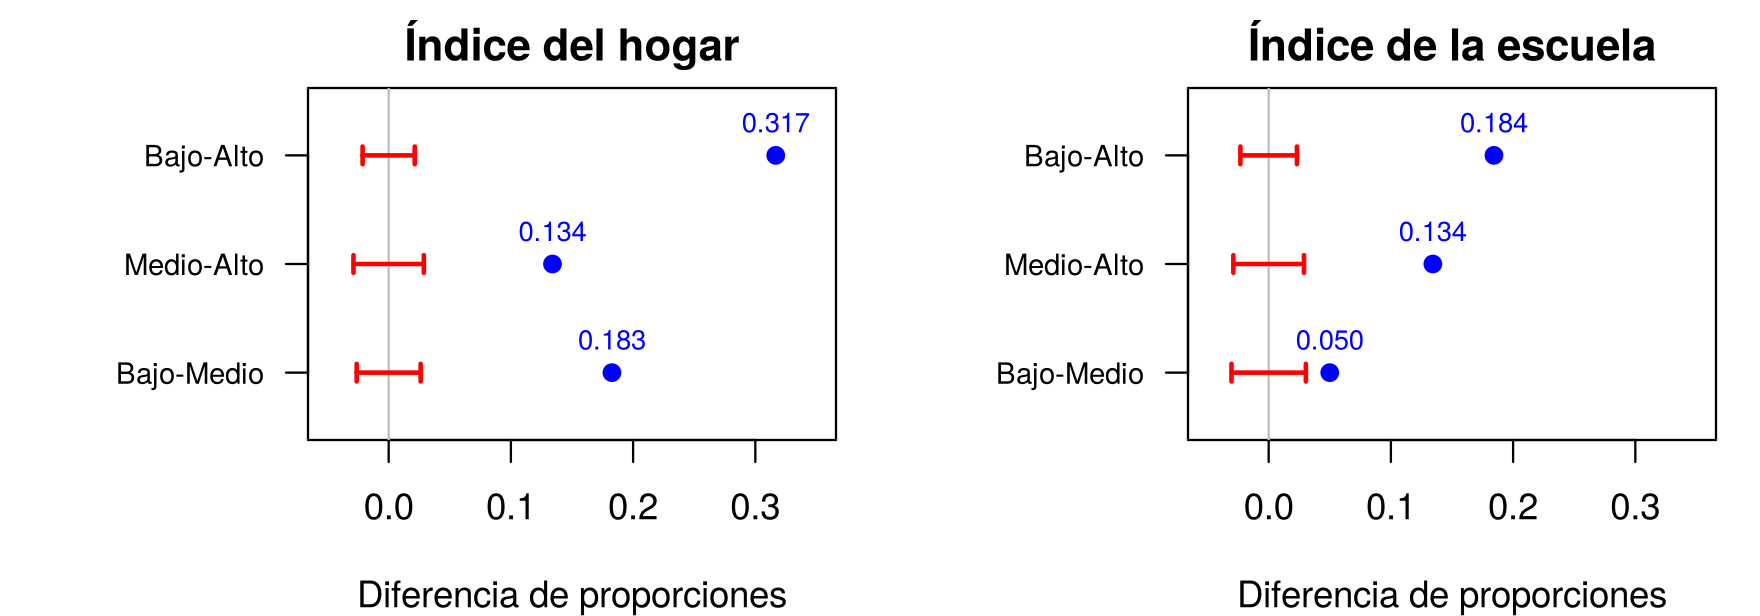 Índice del hogar
Bajo-Alto
Medio-Alto
Bajo-Medio
0.317
0.134
0.183
0.0 0.1 0.2 0.3
Diferencia de proporciones
Índice de la escuela
Bajo-Alto
Medio-Alto
Bajo-Medio
0.184
0.134
0.050
0.0 0.1 0.2 0.3
Diferencia de proporciones